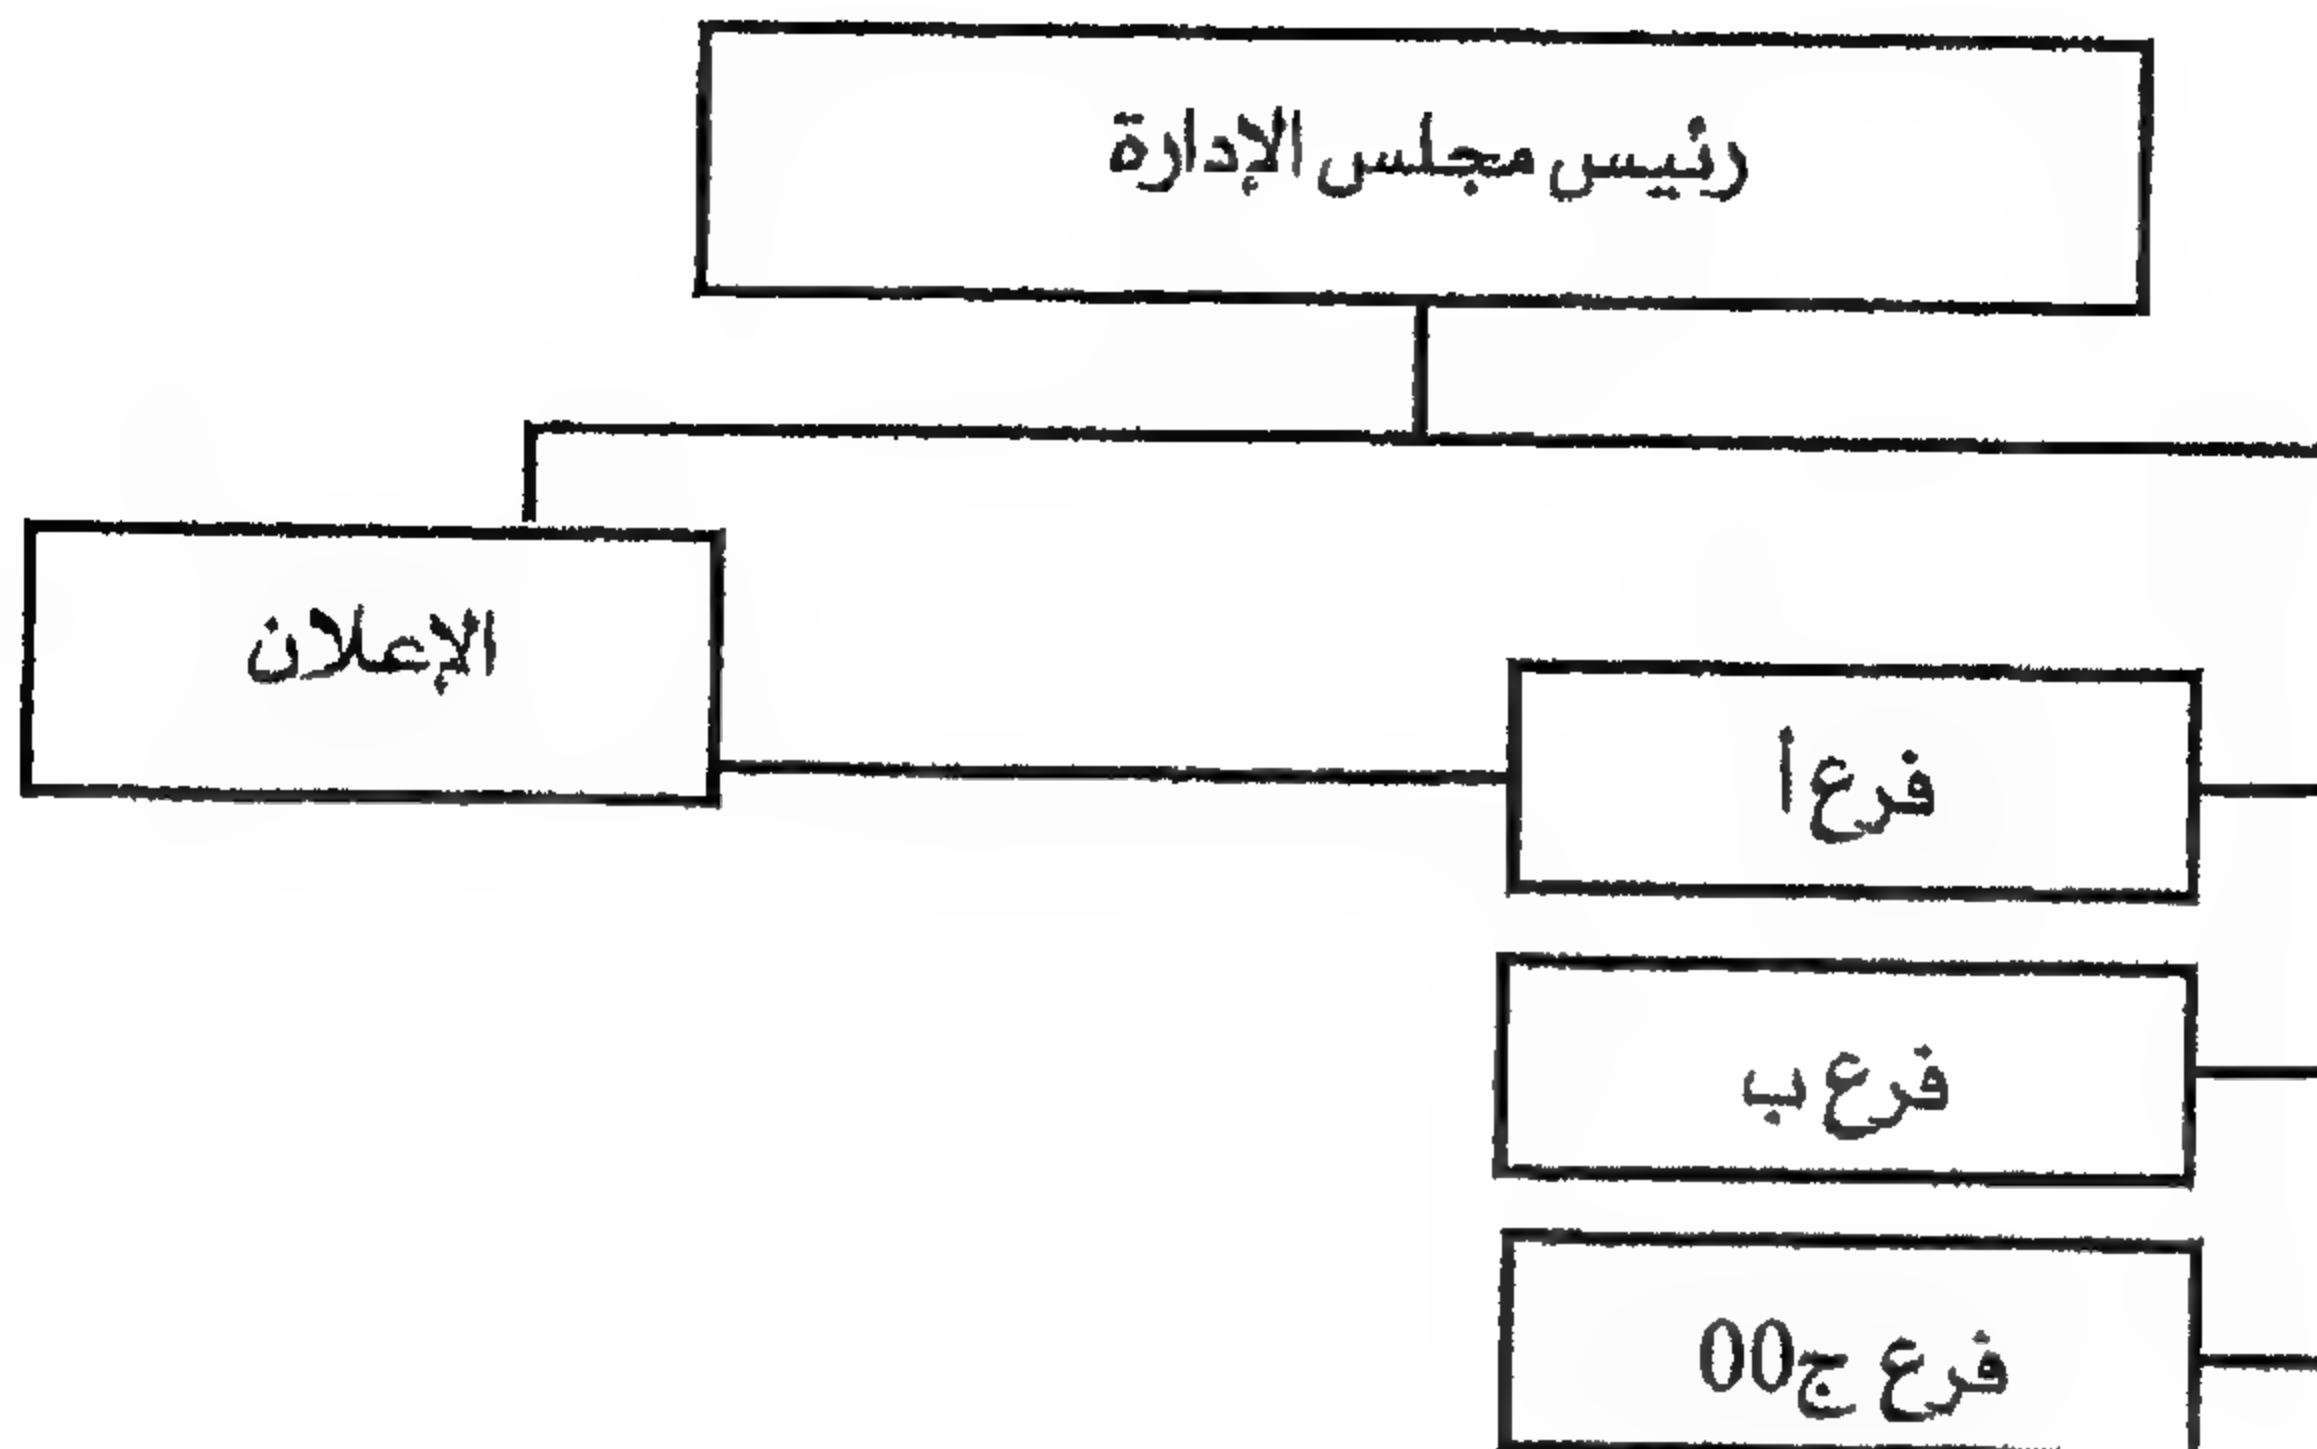 رئيس مجلس الإدارة
الإعلان
فرع أ
فرع ب
فرع ج00